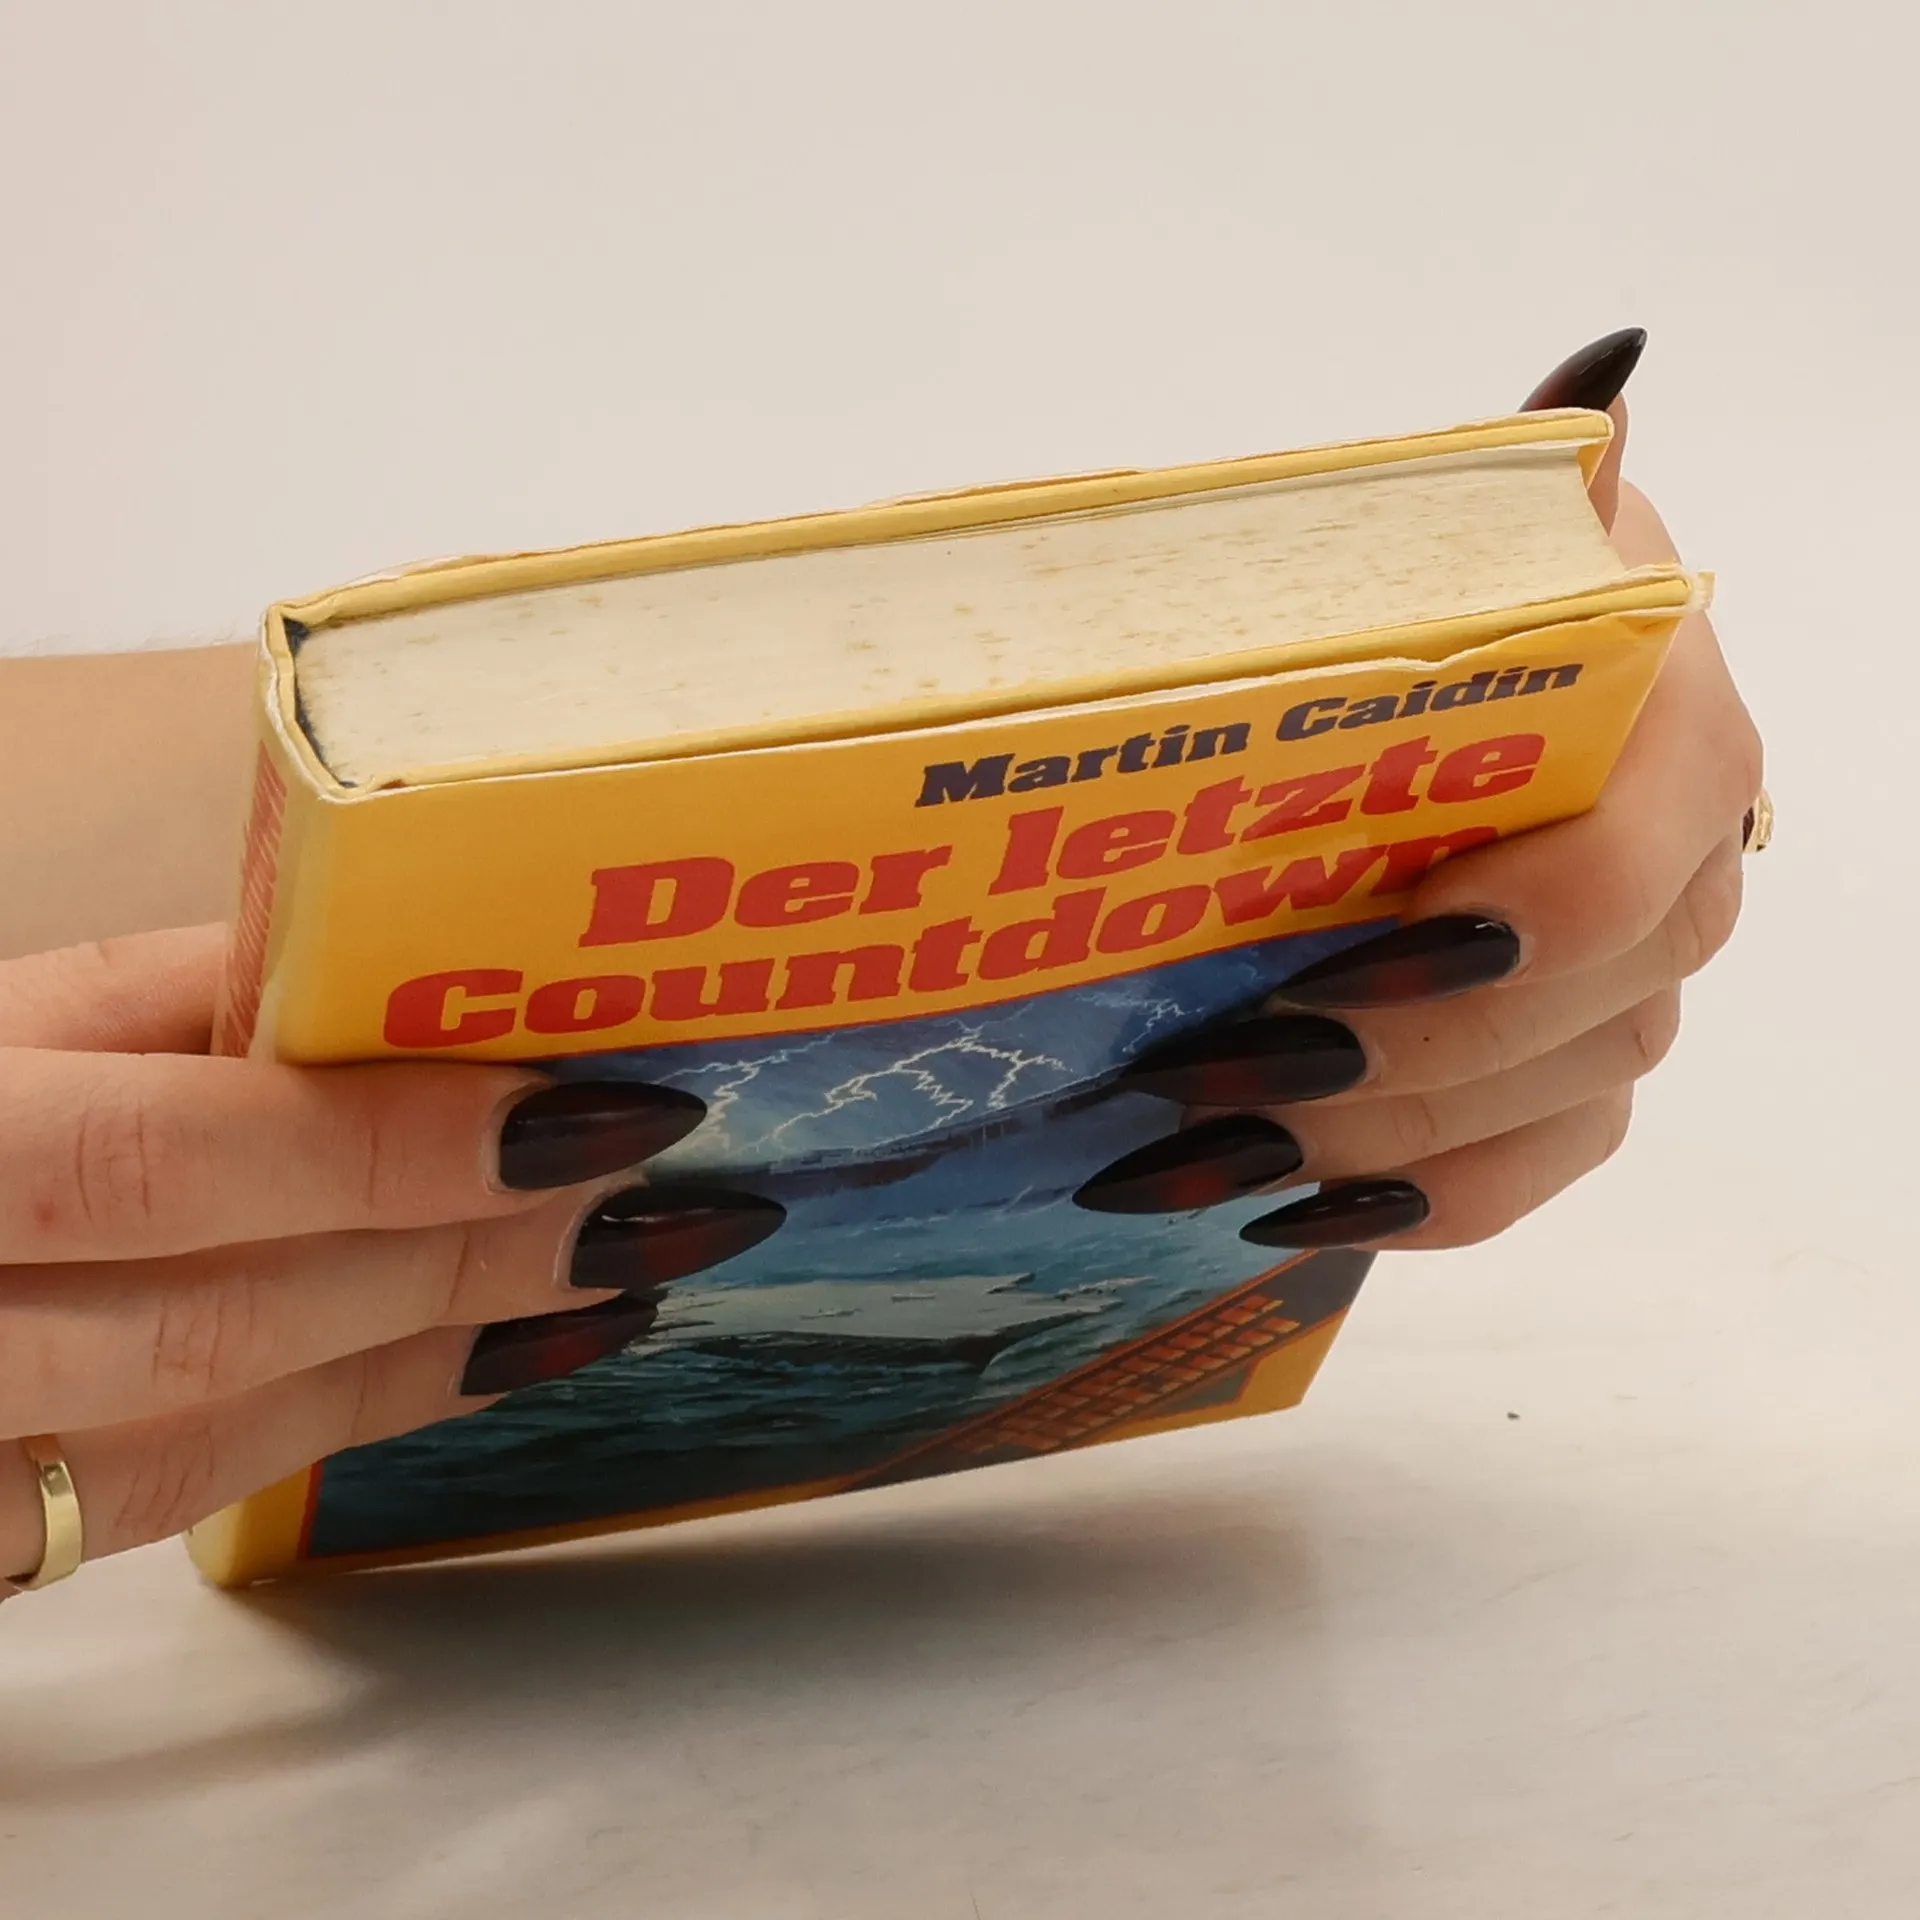 Martin Caidin
Der letzte
Countdown